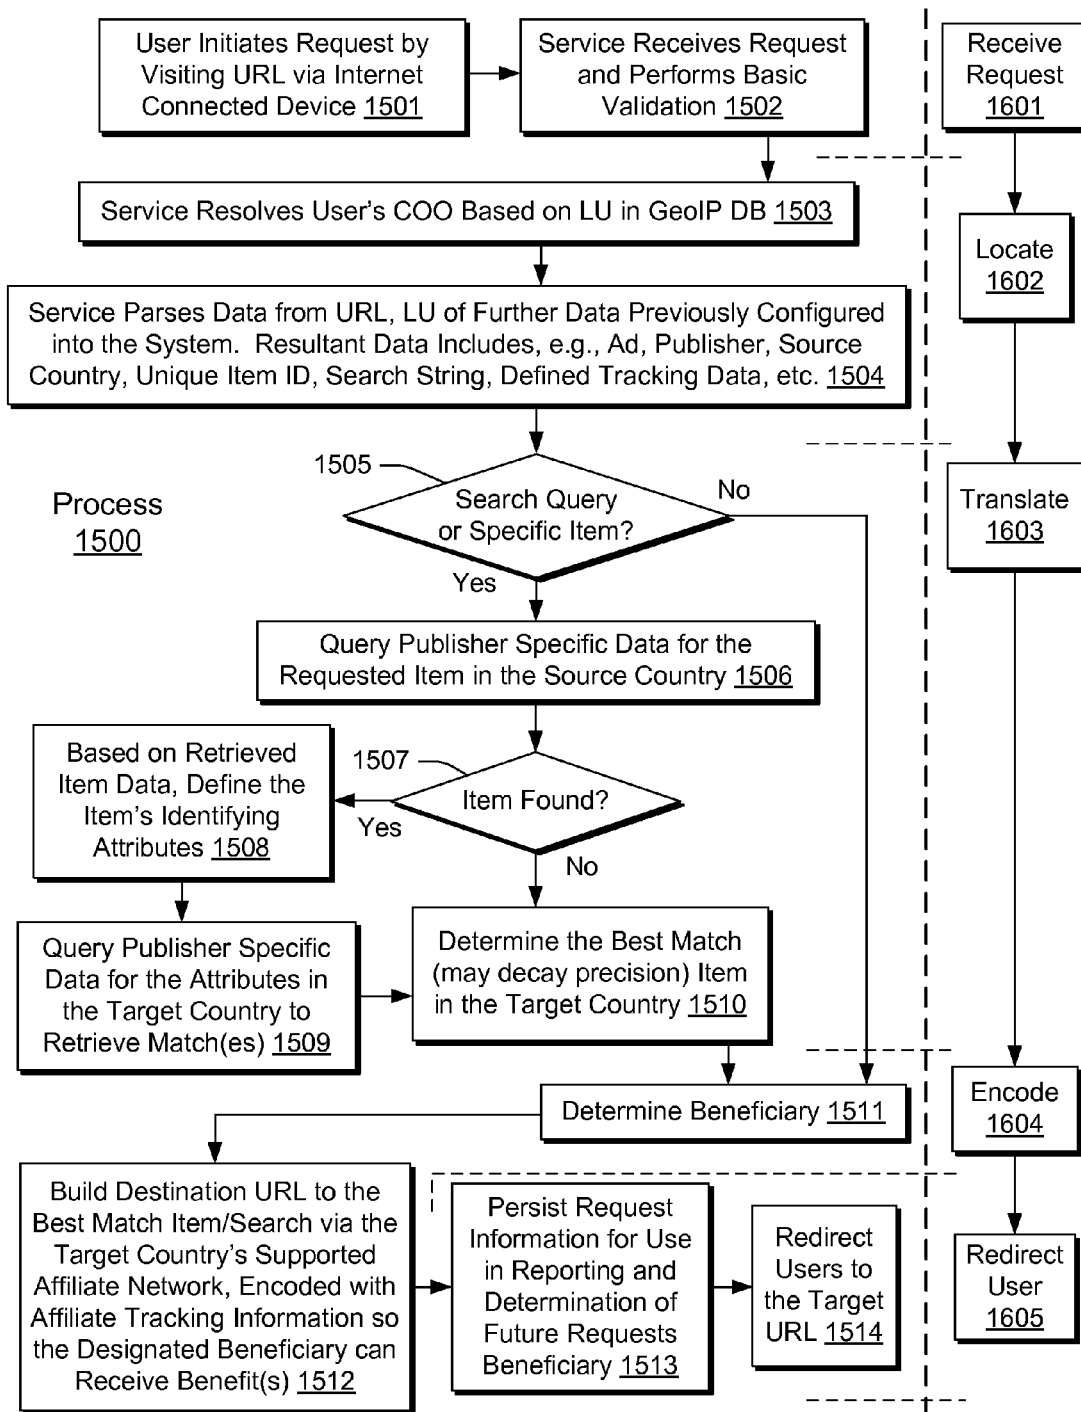 User Initiates Request by
Visiting URL via Internet
Connected Device 1501
Service Receives Request
and Performs Basic
Validation 1502
Receive
Request
1601
Service Resolves User's COO Based on LU in GeoIP DB 1503
Locate
1602
Service Parses Data from URL, LU of Further Data Previously Configured
into the System. Resultant Data Includes, e.g., Ad, Publisher, Source
Country, Unique Item ID, Search String, Defined Tracking Data, etc. 1504
1505
Search Query
or Specific Item?
No
Yes
Process
1500
Translate
1603
Query Publisher Specific Data for the
Requested Item in the Source Country 1506
1507
Item Found?
Yes
No
Based on Retrieved
Item Data, Define the
Item's Identifying
Attributes 1508
Query Publisher Specific
Data for the Attributes in
the Target Country to
Retrieve Match(es) 1509
Determine the Best Match
(may decay precision) Item
in the Target Country 1510
Determine Beneficiary 1511
Encode
1604
Build Destination URL to the
Best Match Item/Search via the
Target Country's Supported
Affiliate Network, Encoded with
Affiliate Tracking Information so
the Designated Beneficiary can
Receive Benefit(s) 1512
Persist Request
Information for Use
in Reporting and
Determination of
Future Requests
Beneficiary 1513
Redirect
Users to
the Target
URL 1514
Redirect
User
1605